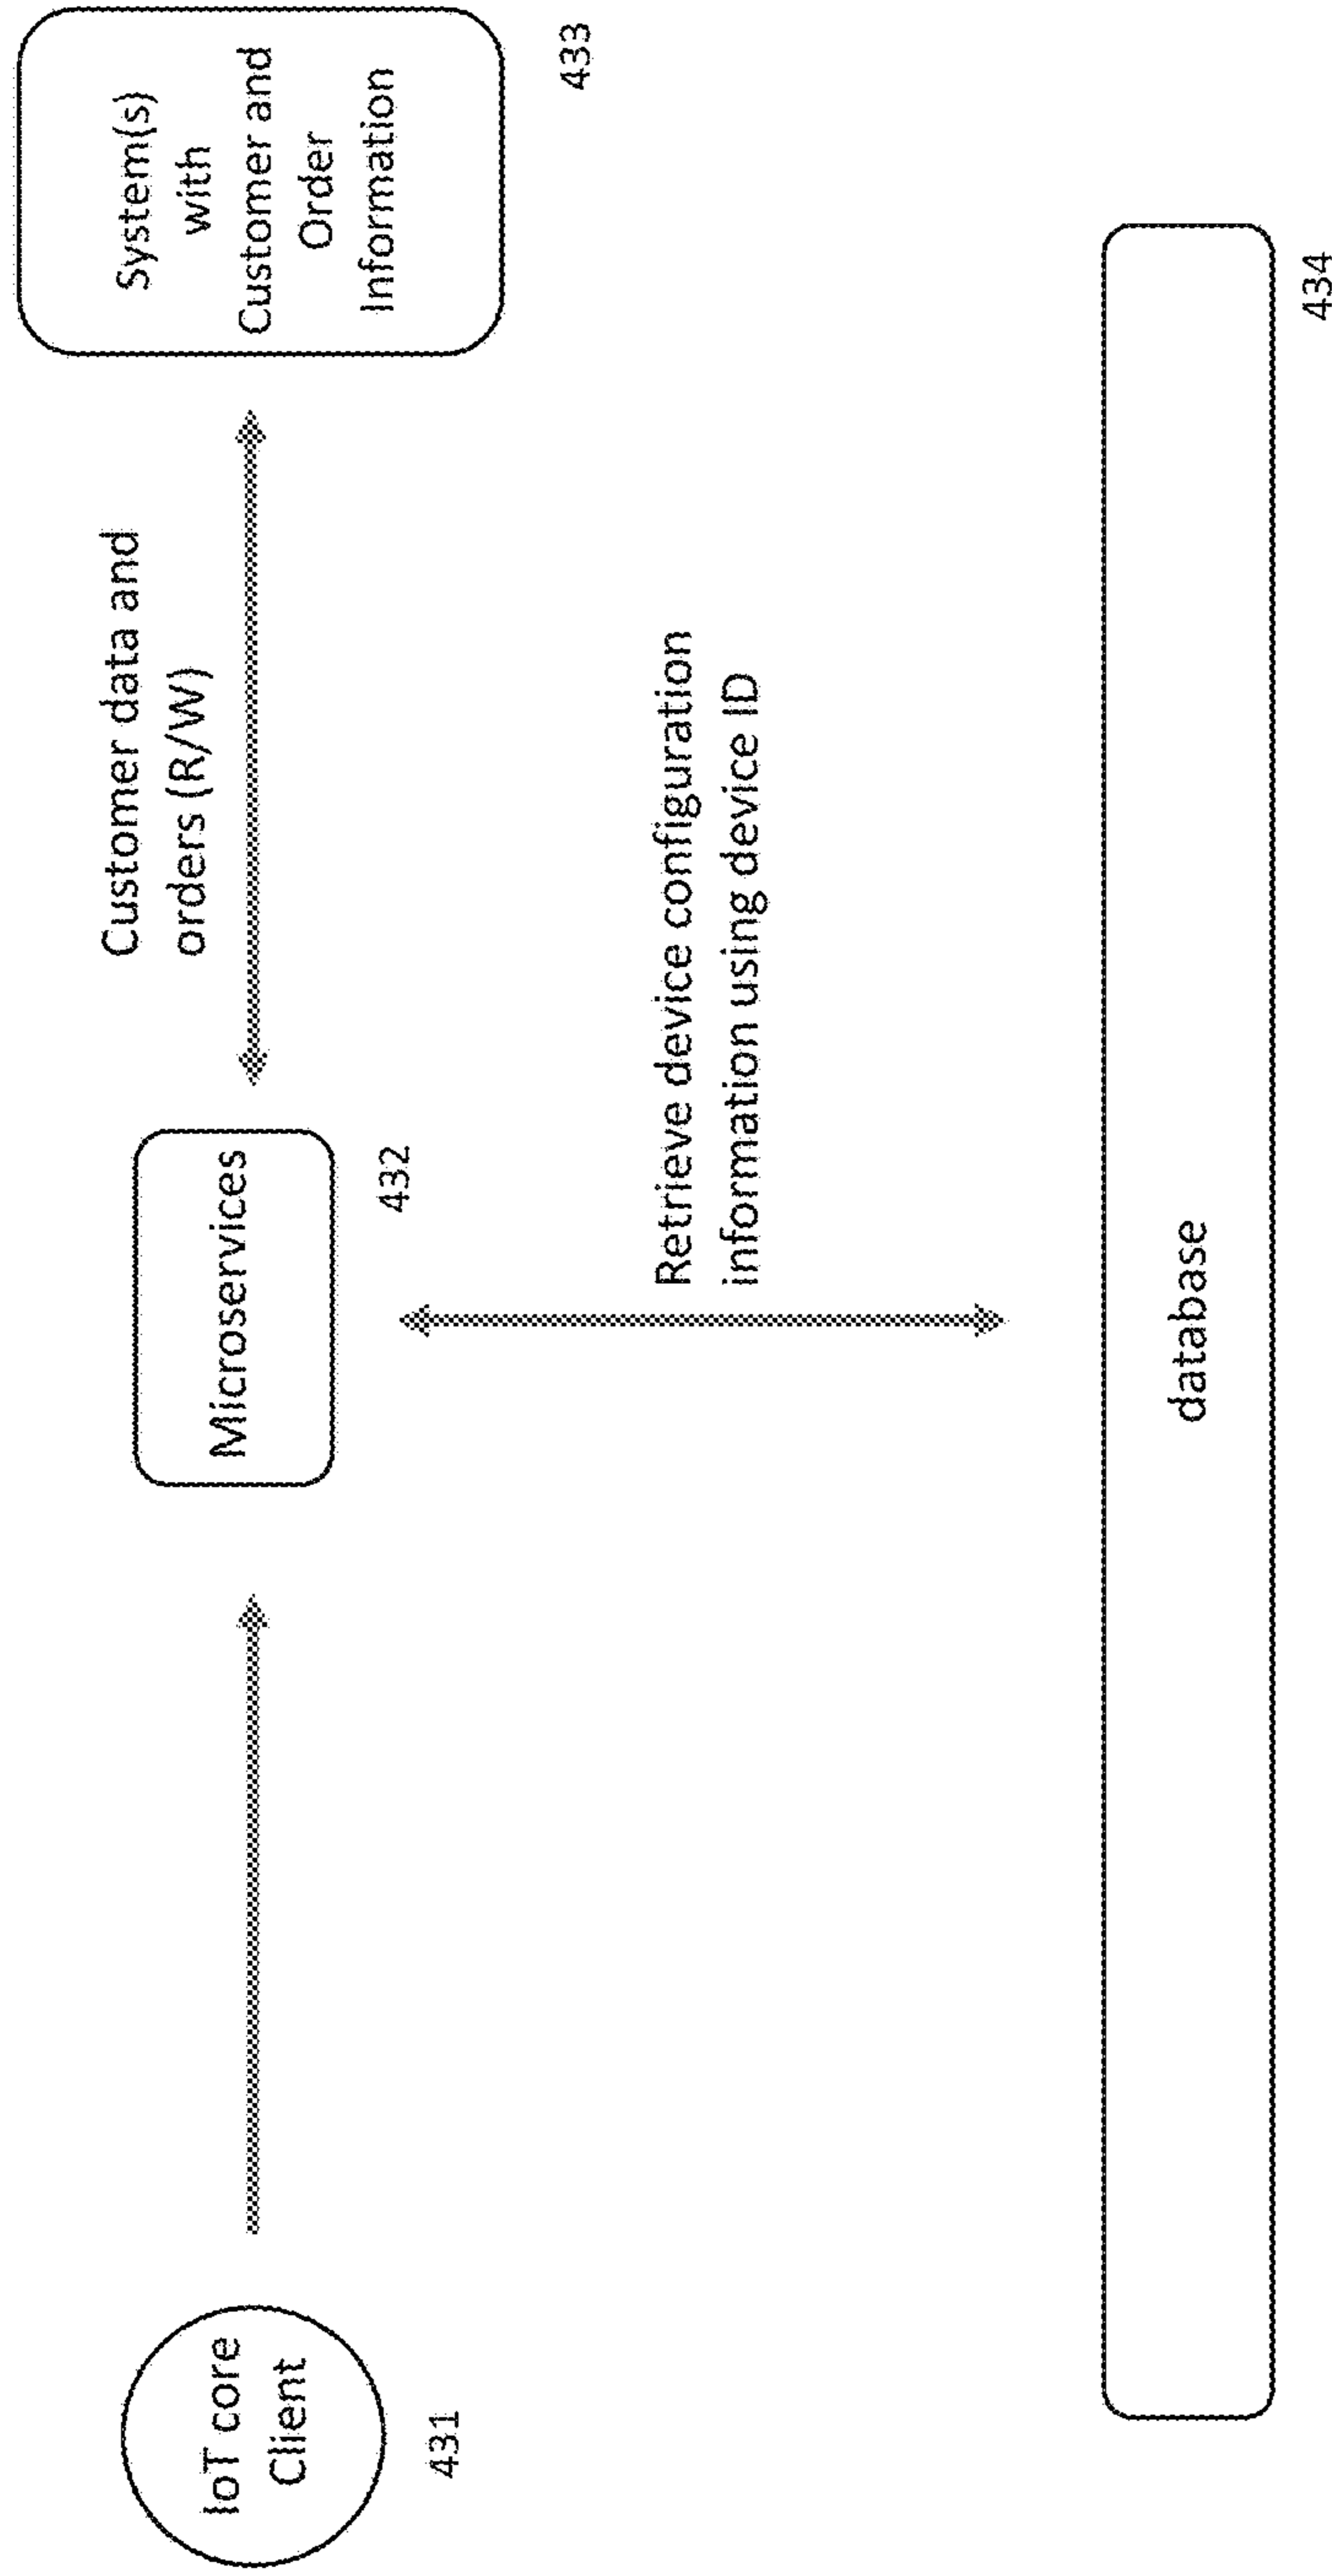 IoT core
Client
431
Microservices
432
Customer data and
orders (R/W)
System(s)
with
Customer and
Order
Information
433
Retrieve device configuration
information using device ID
database
434